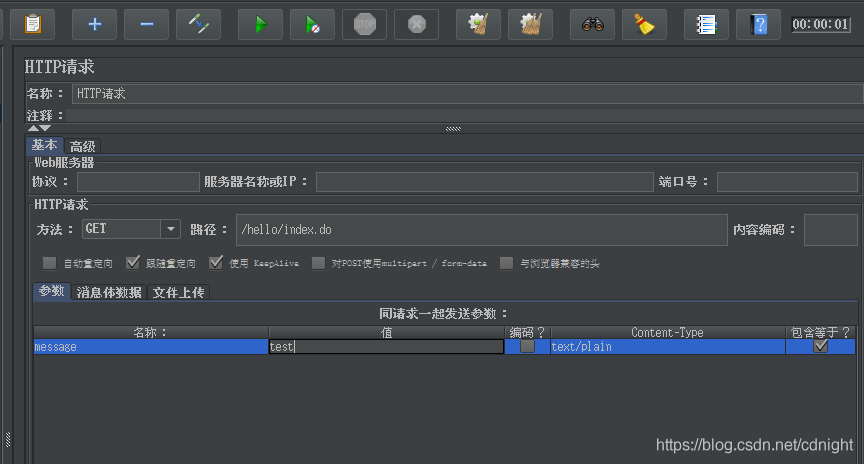 STOP
00:00:01
HTTP请求
名称： HTTP请求
注释：
基本 高级
Web服务器
协议： 服务器名称或IP： 端口号：
HTTP请求
方法： GET 路径： /hello/index.do 内容编码：
自动重定向 跟随重定向 使用 KeepAlive 对POST使用multipart / form-data 与浏览器兼容的头
参数 消息体数据 文件上传
同请求一起发送参数：
名称： 值 编码？ Content-Type 包含等于？
message test text/plain
https://blog.csdn.net/cdnight